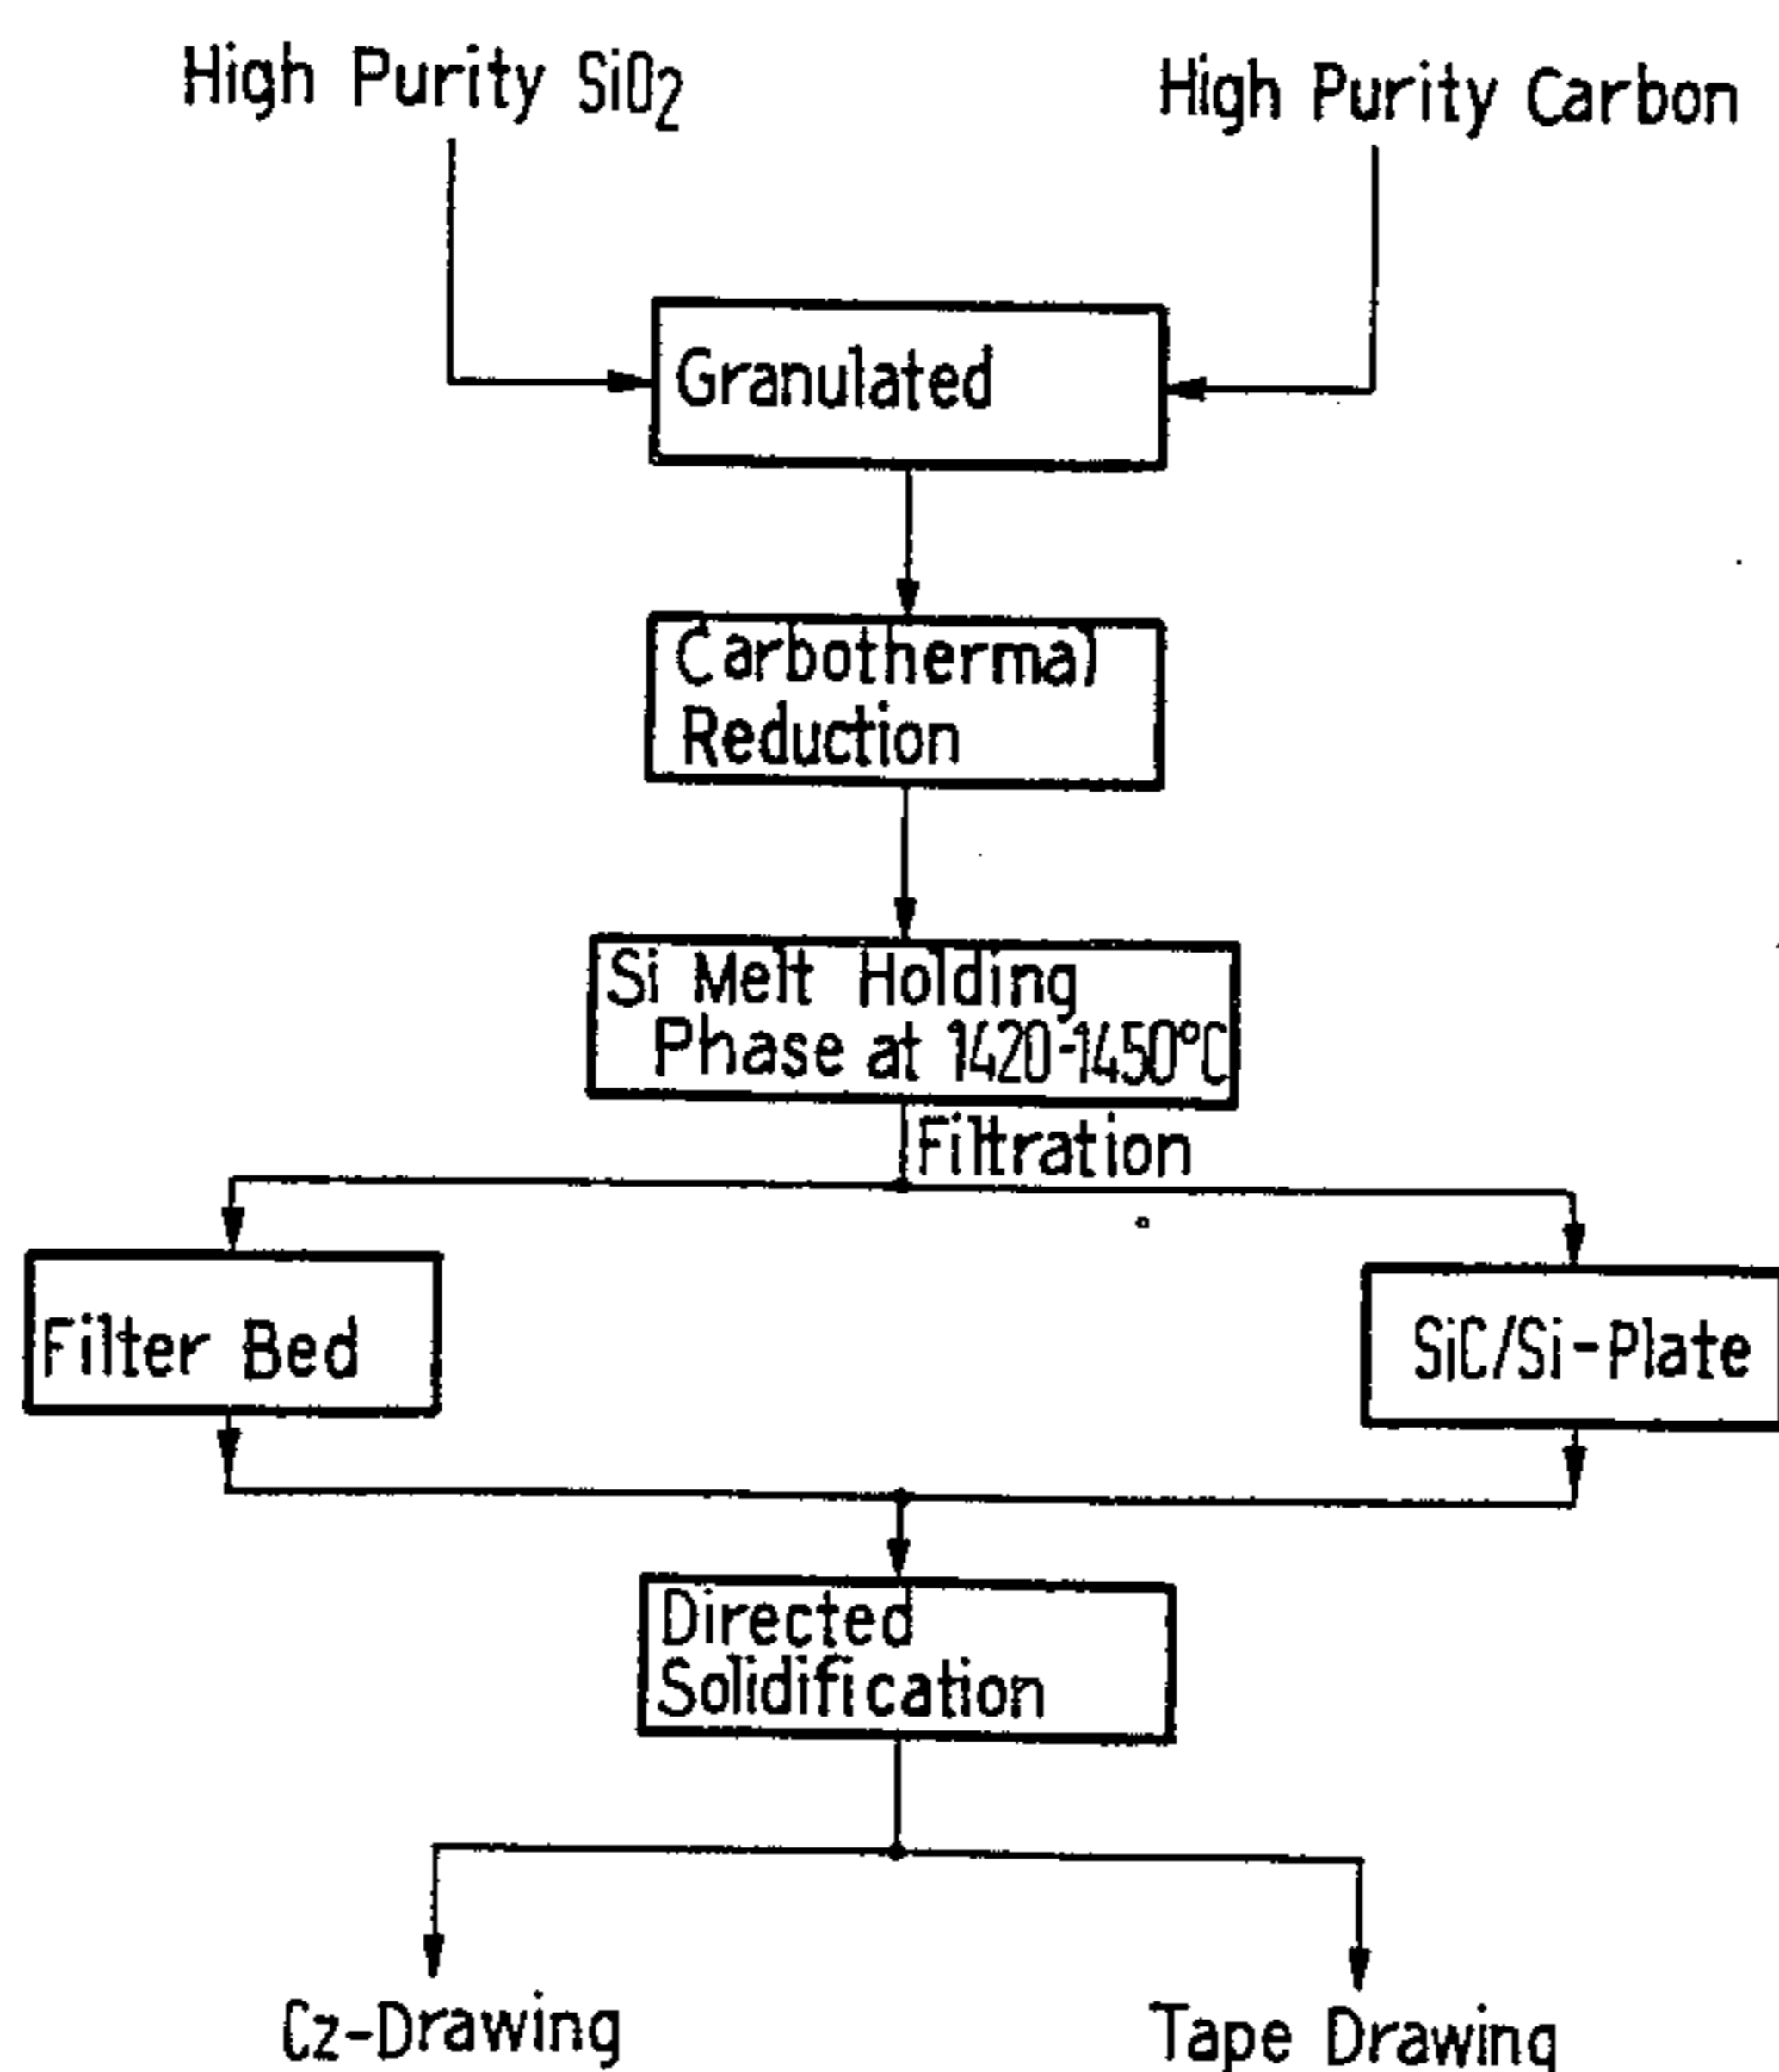 High Purity SiO₂
High Purity Carbon
Granulated
Carbothermal
Reduction
Si Melt Holding
Phase at 1420-1450°C
Filtration
Filter Bed
SiC/Si-Plate
Directed
Solidification
Cz-Drawing
Tape Drawing